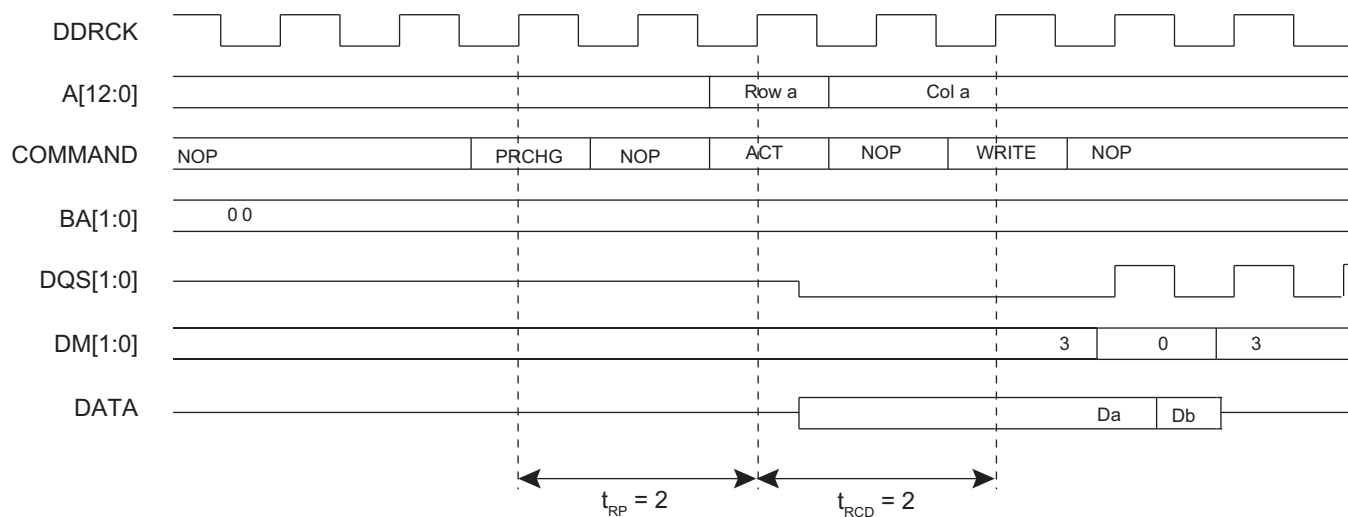 DDRCK
A[12:0] Row a Col a
COMMAND NOP PRCHG NOP ACT NOP WRITE NOP
BA[1:0] 0 0
DQS[1:0]
DM[1:0] 3 0 3
DATA Da Db
tRP = 2 tRCD = 2